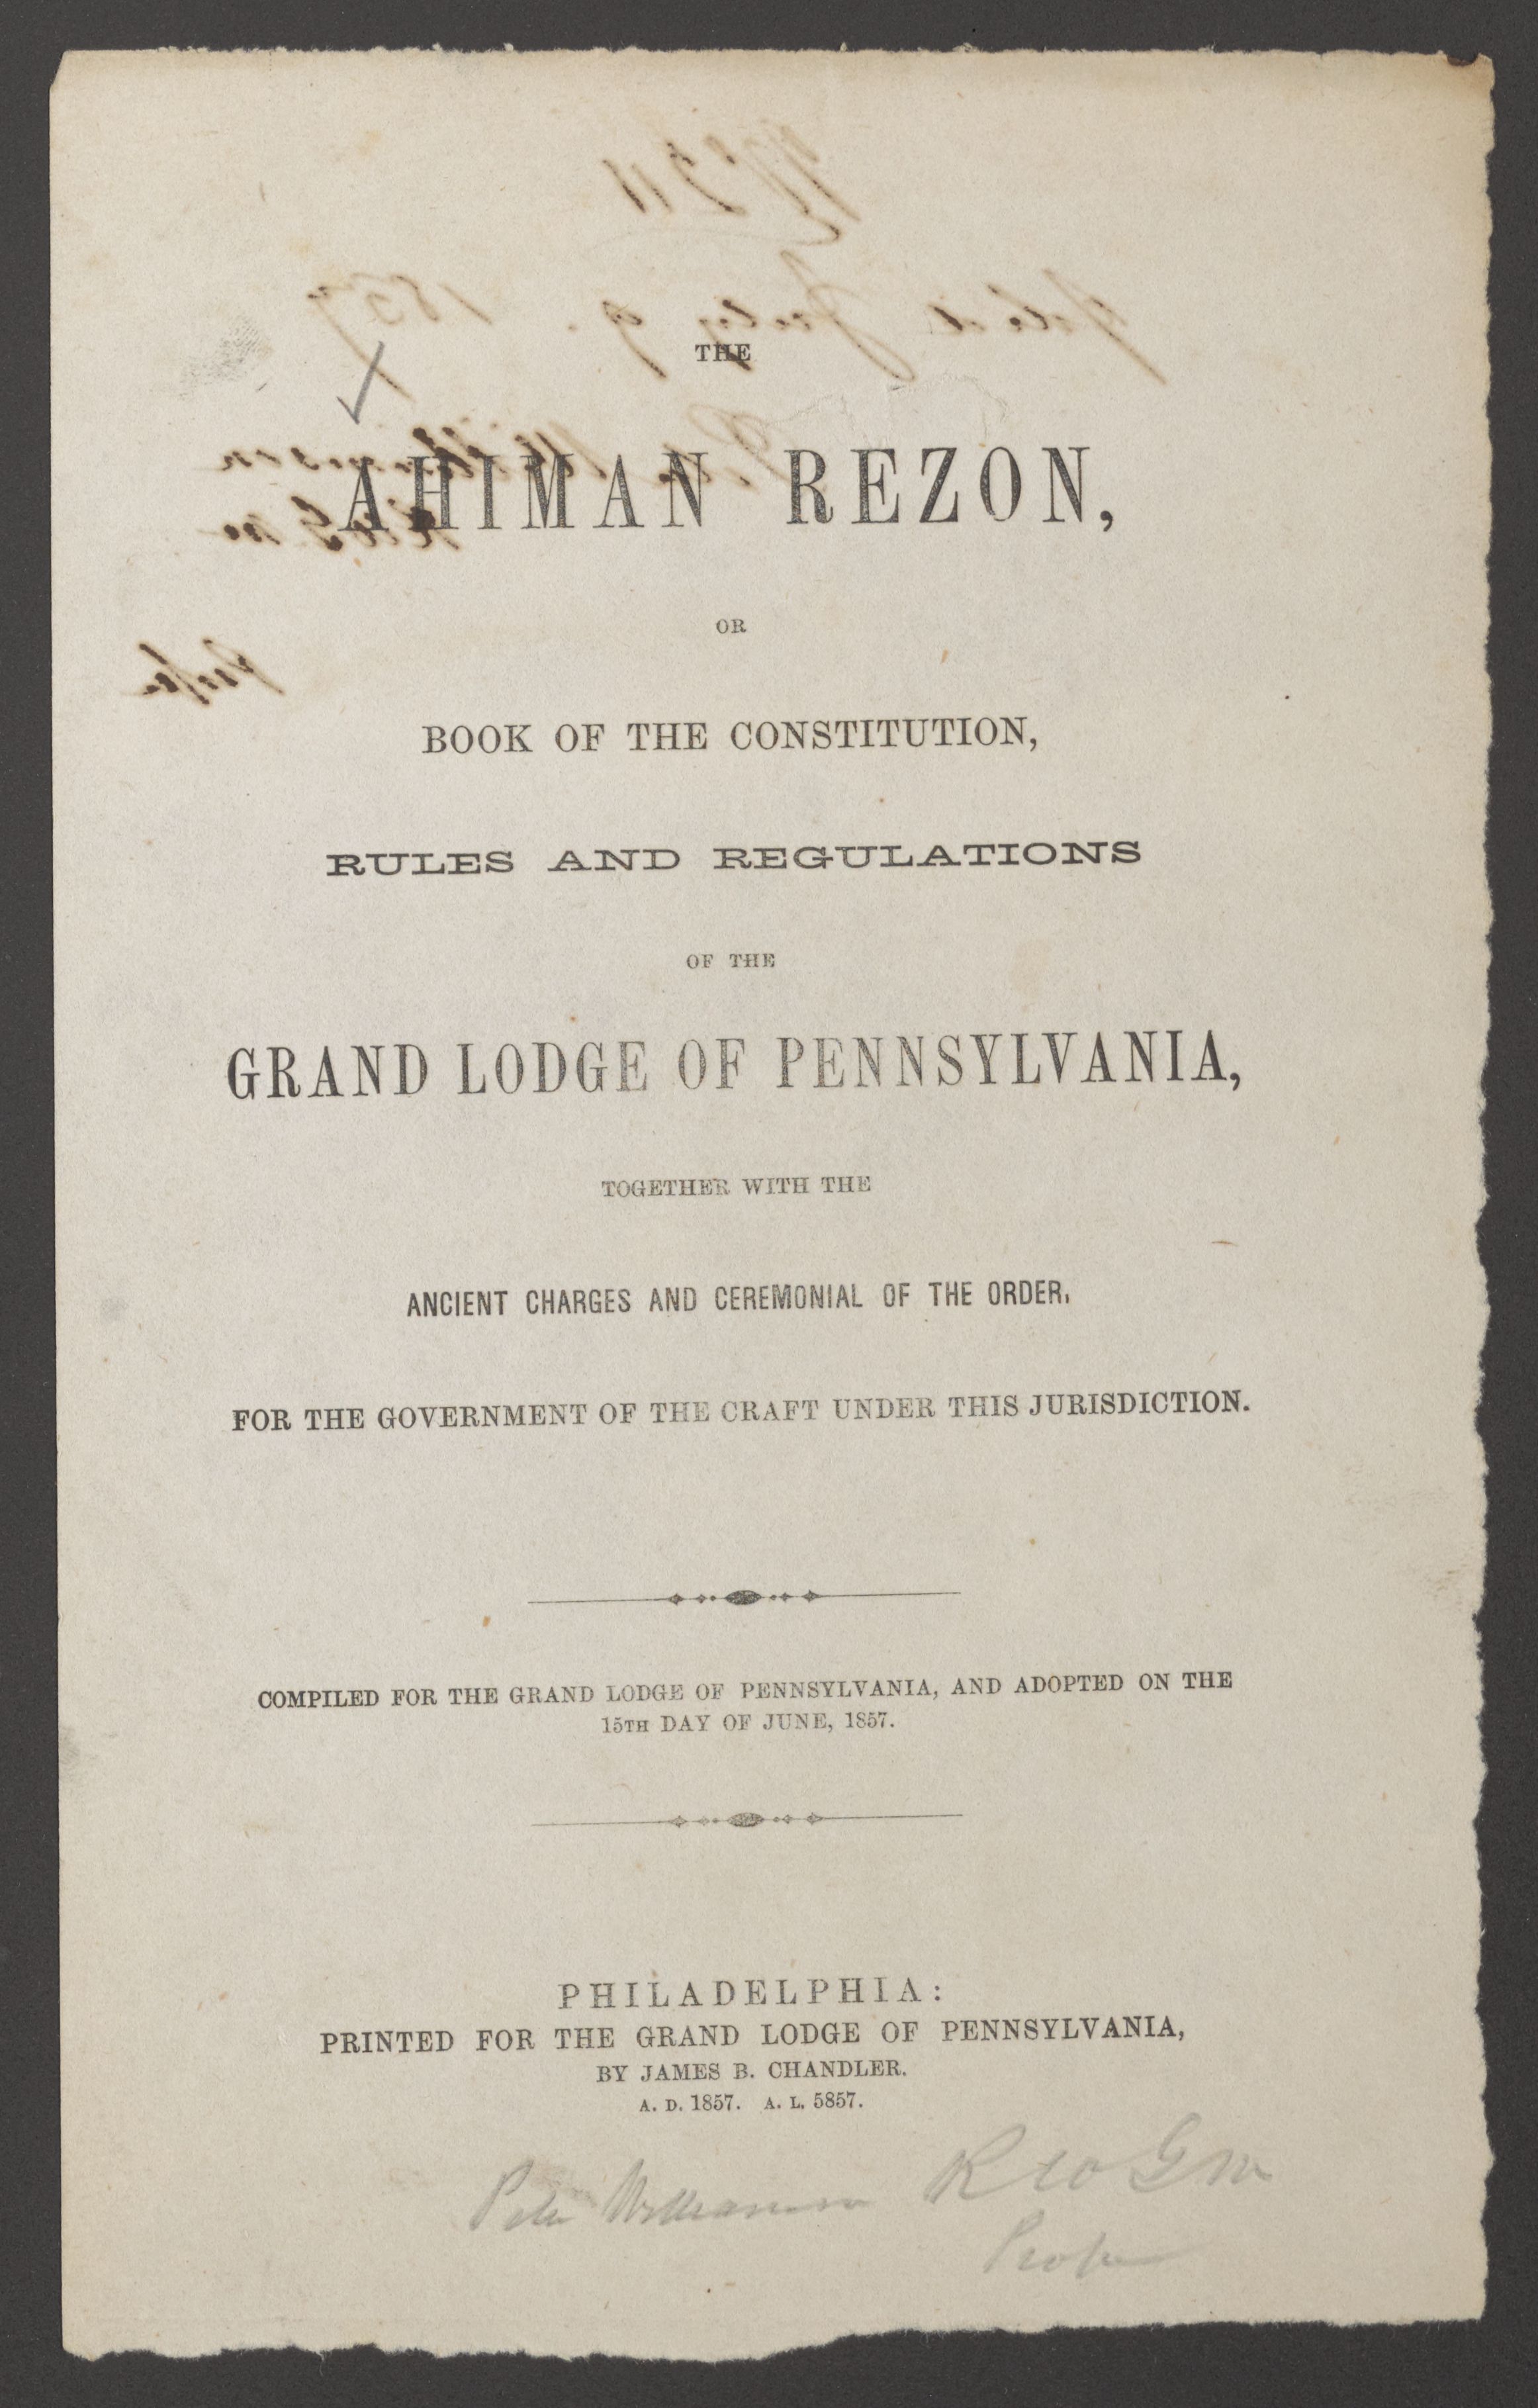 THE
AHIMAN REZON,
OR
BOOK OF THE CONSTITUTION,
RULES AND REGULATIONS
OF THE
GRAND LODGE OF PENNSYLVANIA,
TOGETHER WITH THE
ANCIENT CHARGES AND CEREMONIAL OF THE ORDER,
FOR THE GOVERNMENT OF THE CRAFT UNDER THIS JURISDICTION.
COMPILED FOR THE GRAND LODGE OF PENNSYLVANIA, AND ADOPTED ON THE
15TH DAY OF JUNE, 1857.
PHILADELPHIA:
PRINTED FOR THE GRAND LODGE OF PENNSYLVANIA,
BY JAMES B. CHANDLER.
A. D. 1857. A. L. 5857.
Peter Williamson R W G M
Propr